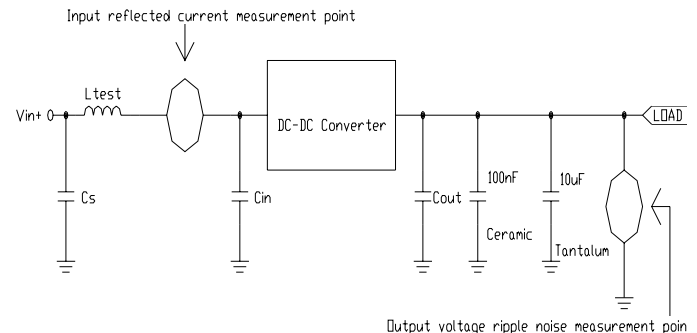 Input reflected current measurement point
Ltest
Vin+
DC-DC Converter
LOAD
Cs
Cin
Cout
100nF
Ceramic
10uF
Tantalum
Output voltage ripple noise measurement poin